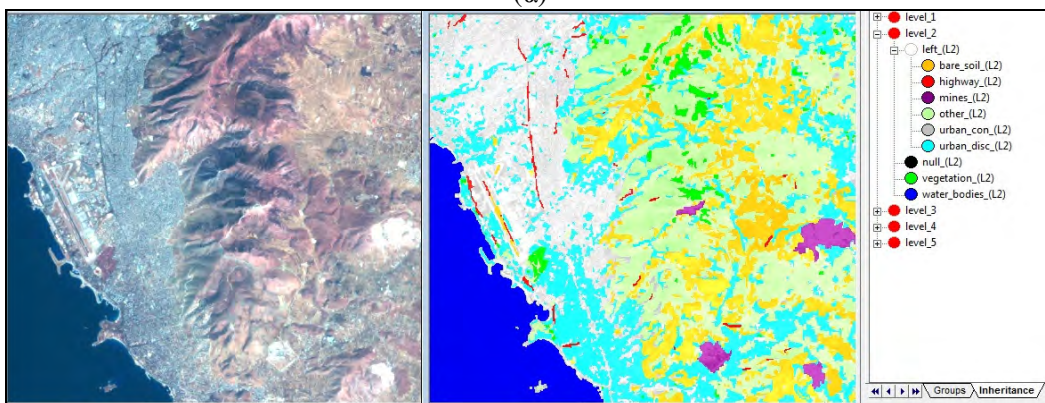 level_1
level_2
left_(L2)
bare_soil_(L2)
highway_(L2)
mines_(L2)
other_(L2)
urban_con_(L2)
urban_disc_(L2)
null_(L2)
vegetation_(L2)
water_bodies_(L2)
level_3
level_4
level_5
Groups Inheritance